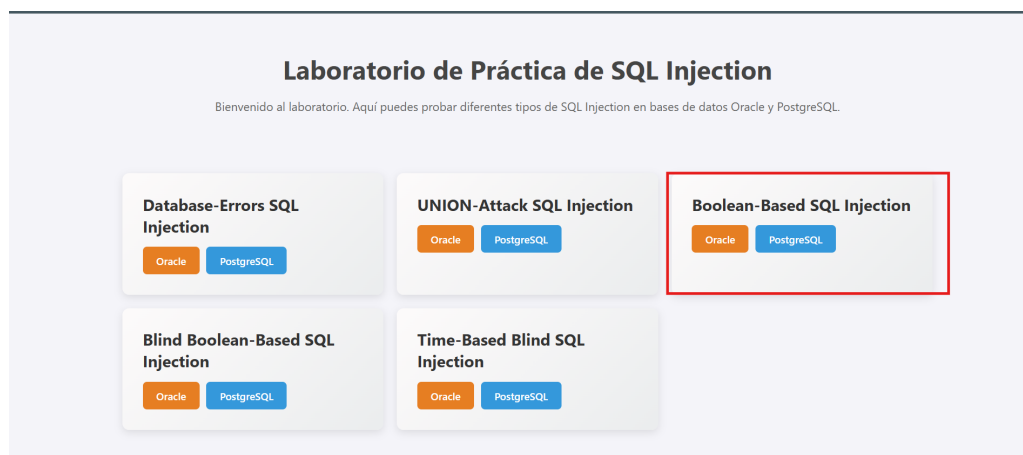 Laboratorio de Práctica de SQL Injection
Bienvenido al laboratorio. Aquí puedes probar diferentes tipos de SQL Injection en bases de datos Oracle y PostgreSQL.
Database-Errors SQL
Injection
Oracle PostgreSQL
UNION-Attack SQL Injection
Oracle PostgreSQL
Boolean-Based SQL Injection
Oracle PostgreSQL
Blind Boolean-Based SQL
Injection
Oracle PostgreSQL
Time-Based Blind SQL
Injection
Oracle PostgreSQL